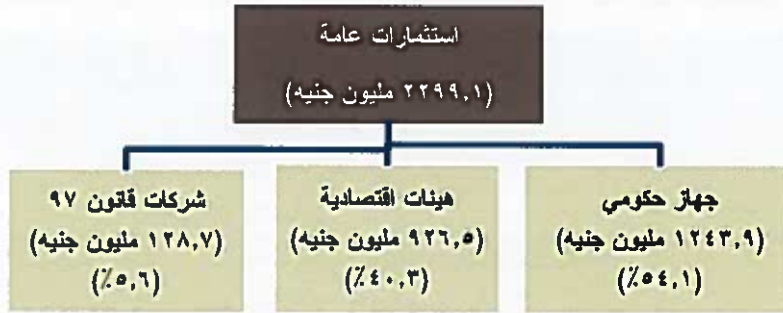 استثمارات عامة
(٢٢٩٩,١ مليون جنيه)
جهاز حكومي
(١٢٤٣,٩ مليون جنيه)
(٥٤,١٪)
هيئات اقتصادية
(٩٢٦,٥ مليون جنيه)
(٤٠,٣٪)
شركات قانون ٩٧
(١٢٨,٧ مليون جنيه)
(٥,٦٪)